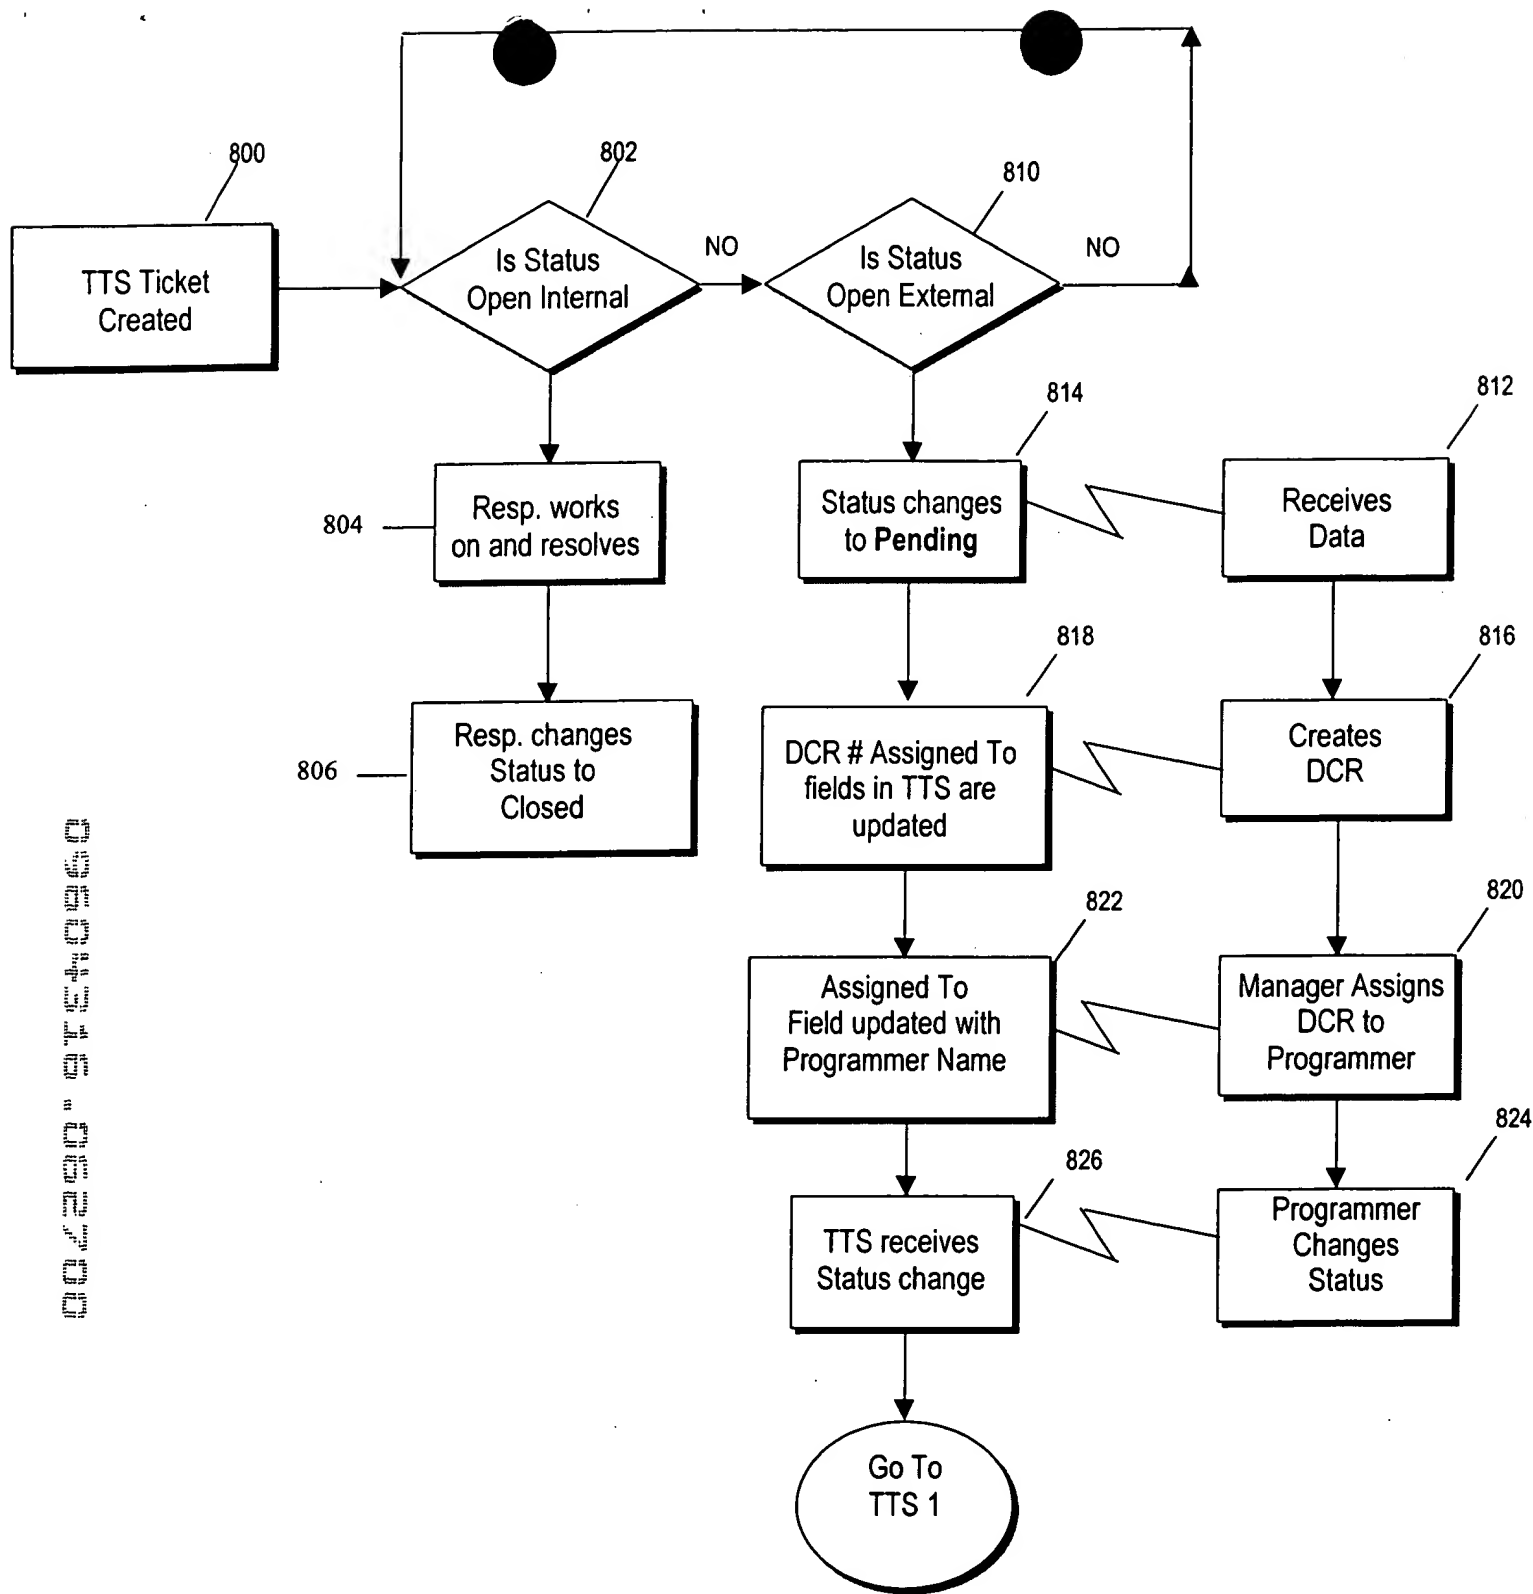 800
802
810
TTS Ticket
Created
Is Status
Open Internal
NO
Is Status
Open External
NO
814
812
804
Resp. works
on and resolves
Status changes
to Pending
Receives
Data
818
816
806
Resp. changes
Status to
Closed
DCR # Assigned To
fields in TTS are
updated
Creates
DCR
822
820
Assigned To
Field updated with
Programmer Name
Manager Assigns
DCR to
Programmer
826
824
TTS receives
Status change
Programmer
Changes
Status
Go To
TTS 1
09604316.062700